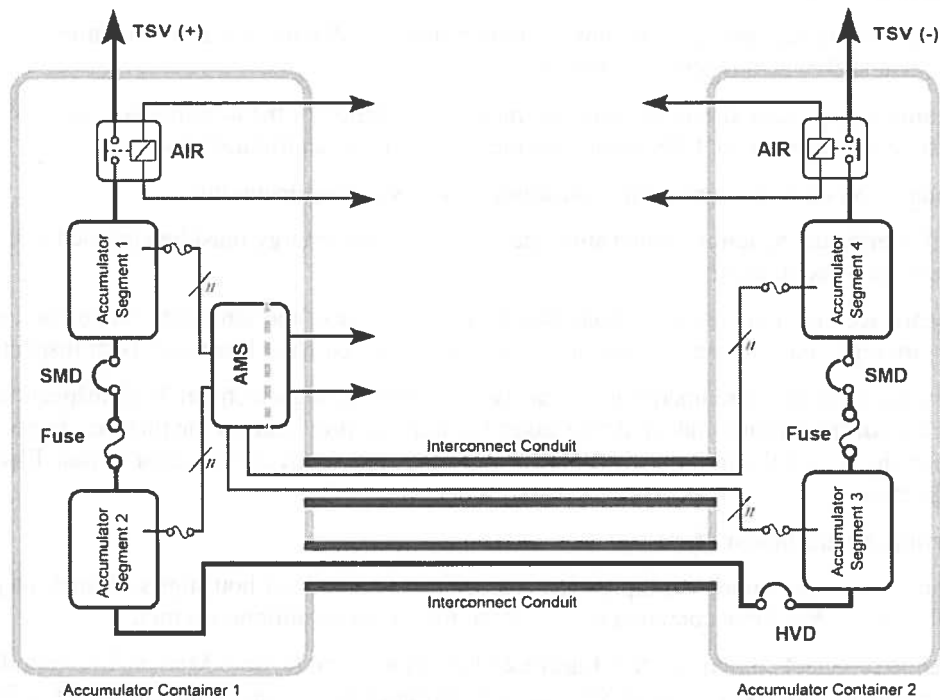 TSV (+)
TSV (-)
AIR
AIR
Accumulator
Segment 1
Accumulator
Segment 4
n
AMS
n
SMD
SMD
Fuse
Fuse
n
Interconnect Conduit
n
Accumulator
Segment 2
Accumulator
Segment 3
Interconnect Conduit
HVD
Accumulator Container 1
Accumulator Container 2